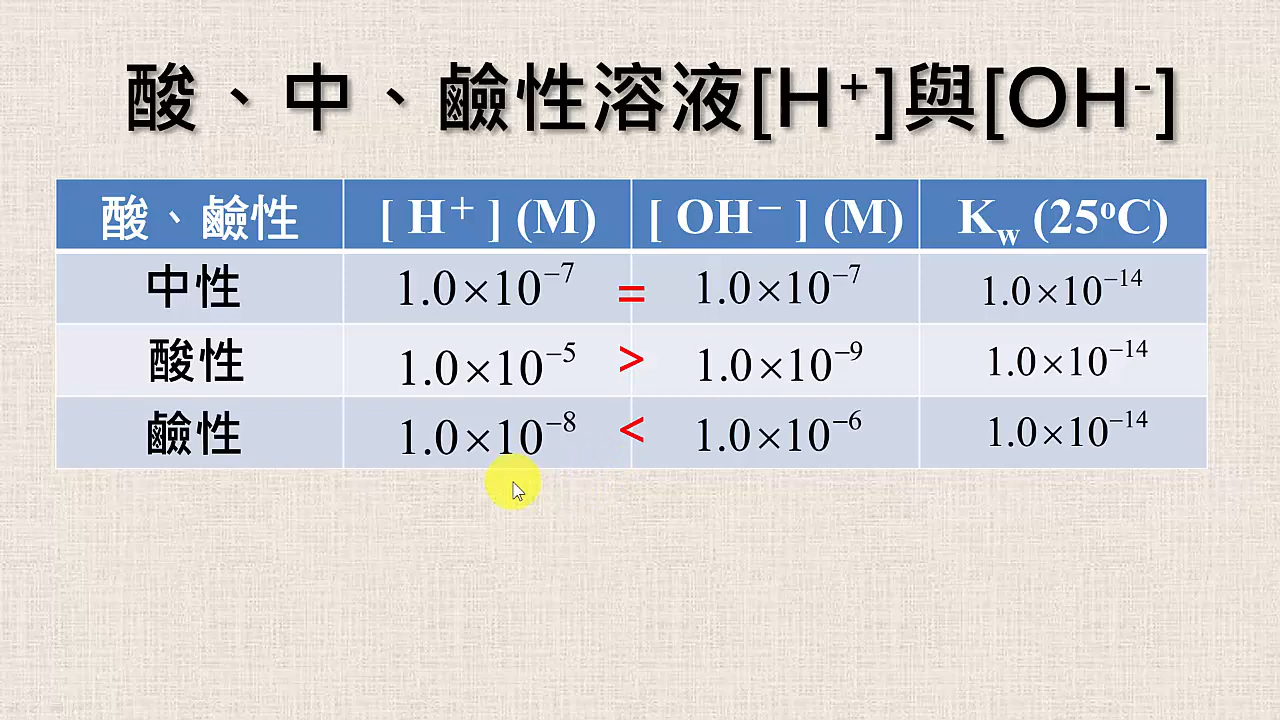 酸、中、鹼性溶液[H⁺]與[OH⁻]
酸、鹼性 [ H⁺ ] (M) [ OH⁻ ] (M) K_w (25ºC)
中性 1.0×10⁻⁷ = 1.0×10⁻⁷ 1.0×10⁻¹⁴
酸性 1.0×10⁻⁵ > 1.0×10⁻⁹ 1.0×10⁻¹⁴
鹼性 1.0×10⁻⁸ < 1.0×10⁻⁶ 1.0×10⁻¹⁴